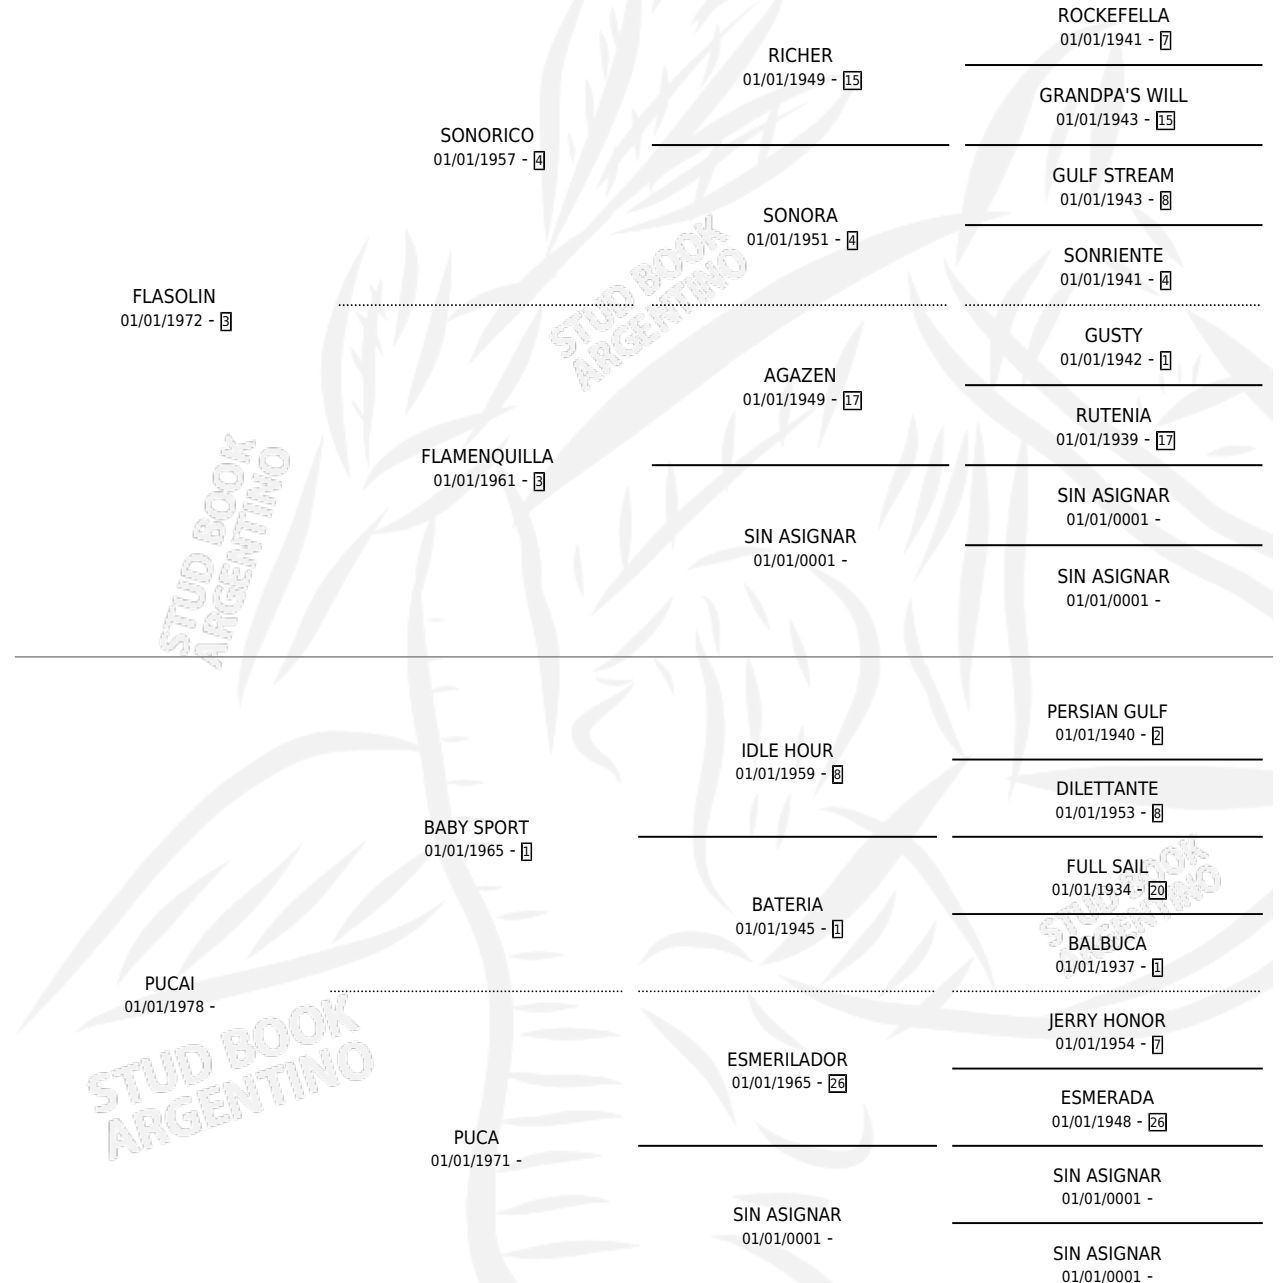 ROCKEFELLA
01/01/1941 - 7
RICHER
01/01/1949 - 15
GRANDPA'S WILL
01/01/1943 - 15
SONORICO
01/01/1957 - 4
GULF STREAM
01/01/1943 - 8
SONORA
01/01/1951 - 4
SONRIENTE
01/01/1941 - 4
FLASOLIN
01/01/1972 - 3
GUSTY
01/01/1942 - 1
AGAZEN
01/01/1949 - 17
RUTENIA
01/01/1939 - 17
FLAMENQUILLA
01/01/1961 - 3
SIN ASIGNAR
01/01/0001 -
SIN ASIGNAR
01/01/0001 -
SIN ASIGNAR
01/01/0001 -
STUD BOOK
ARGENTINO
STUD BOOK
ARGENTINO
PERSIAN GULF
01/01/1940 - 2
IDLE HOUR
01/01/1959 - 8
DILETTANTE
01/01/1953 - 8
BABY SPORT
01/01/1965 - 1
FULL SAIL
01/01/1934 - 20
BATERIA
01/01/1945 - 1
BALBUCA
01/01/1937 - 1
PUCAI
01/01/1978 -
JERRY HONOR
01/01/1954 - 7
ESMERILADOR
01/01/1965 - 26
ESMERADA
01/01/1948 - 26
PUCA
01/01/1971 -
SIN ASIGNAR
01/01/0001 -
SIN ASIGNAR
01/01/0001 -
SIN ASIGNAR
01/01/0001 -
STUD BOOK
ARGENTINO
STUD BOOK
ARGENTINO